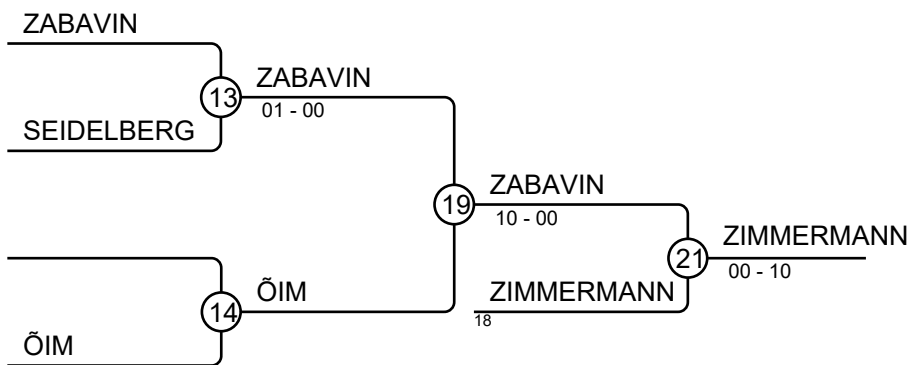 ZABAVIN
13
ZABAVIN
01 - 00
SEIDELBERG
19
ZABAVIN
10 - 00
21
ZIMMERMANN
00 - 10
14
ÕIM
ZIMMERMANN
18
ÕIM